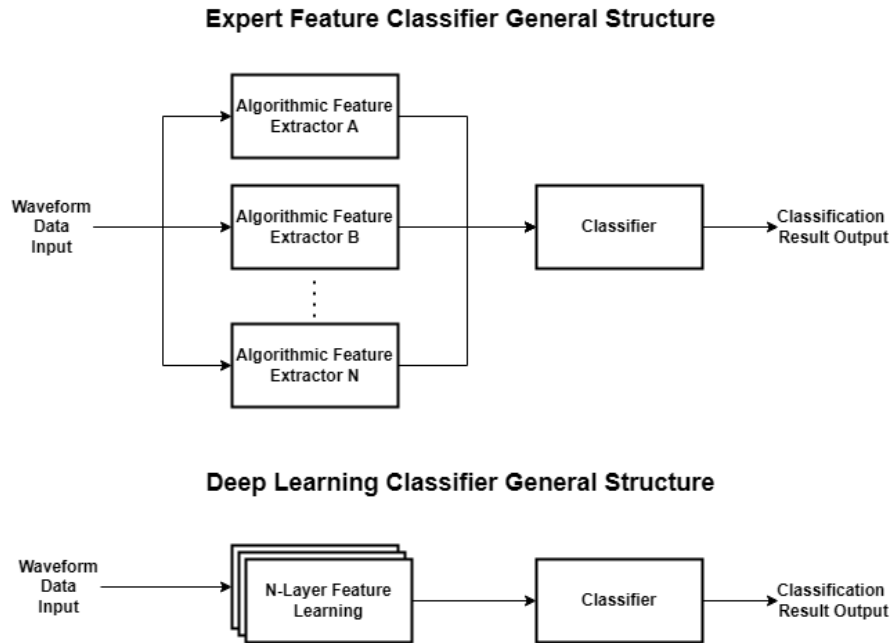 Expert Feature Classifier General Structure
Algorithmic Feature
Extractor A
Waveform
Data
Input
Algorithmic Feature
Extractor B
Classifier
Classification
Result Output
Algorithmic Feature
Extractor N
Deep Learning Classifier General Structure
Waveform
Data
Input
N-Layer Feature
Learning
Classifier
Classification
Result Output